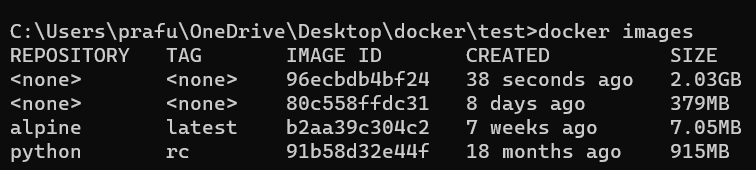 C:\Users\prafu\OneDrive\Desktop\docker\test>docker images
REPOSITORY   TAG       IMAGE ID       CREATED          SIZE
<none>       <none>    96ecbdb4bf24   38 seconds ago   2.03GB
<none>       <none>    80c558ffdc31   8 days ago       379MB
alpine       latest    b2aa39c304c2   7 weeks ago      7.05MB
python       rc        91b58d32e44f   18 months ago    915MB